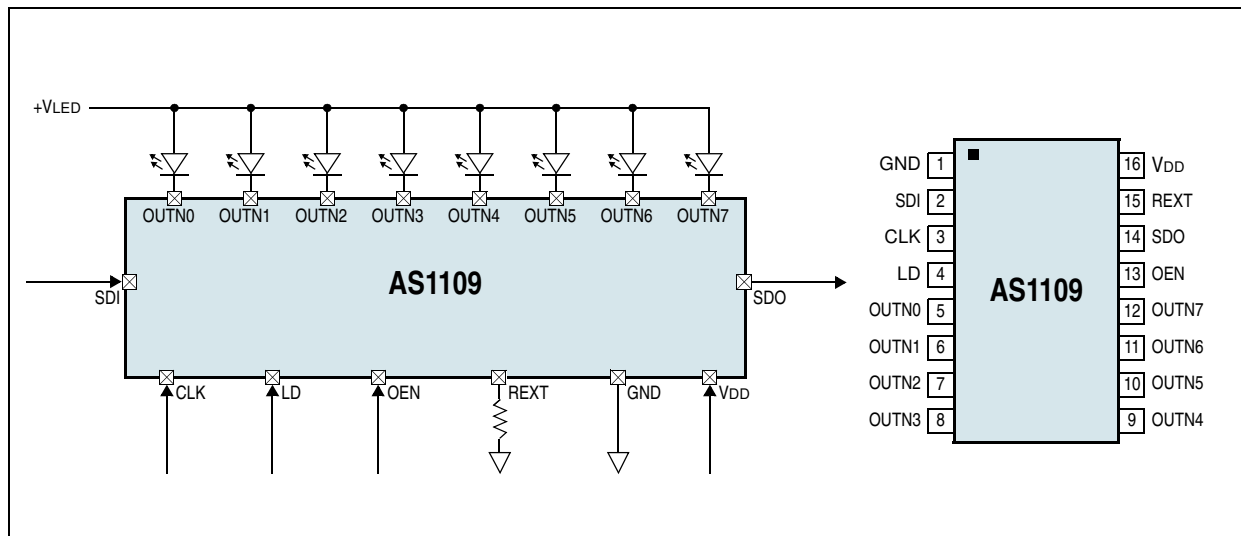 +VLED
OUTN0 OUTN1 OUTN2 OUTN3 OUTN4 OUTN5 OUTN6 OUTN7
AS1109
SDI
SDO
CLK LD OEN REXT GND VDD
GND 1
SDI 2
CLK 3
LD 4
OUTN0 5
OUTN1 6
OUTN2 7
OUTN3 8
AS1109
16 VDD
15 REXT
14 SDO
13 OEN
12 OUTN7
11 OUTN6
10 OUTN5
9 OUTN4